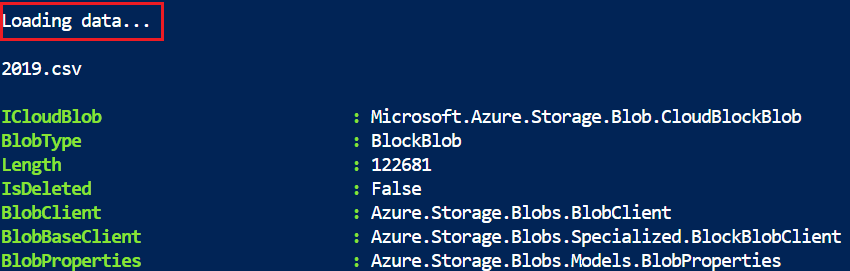 Loading data...
2019.csv
ICloudBlob : Microsoft.Azure.Storage.Blob.CloudBlockBlob
BlobType : BlockBlob
Length : 122681
IsDeleted : False
BlobClient : Azure.Storage.Blobs.BlobClient
BlobBaseClient : Azure.Storage.Blobs.Specialized.BlockBlobClient
BlobProperties : Azure.Storage.Blobs.Models.BlobProperties